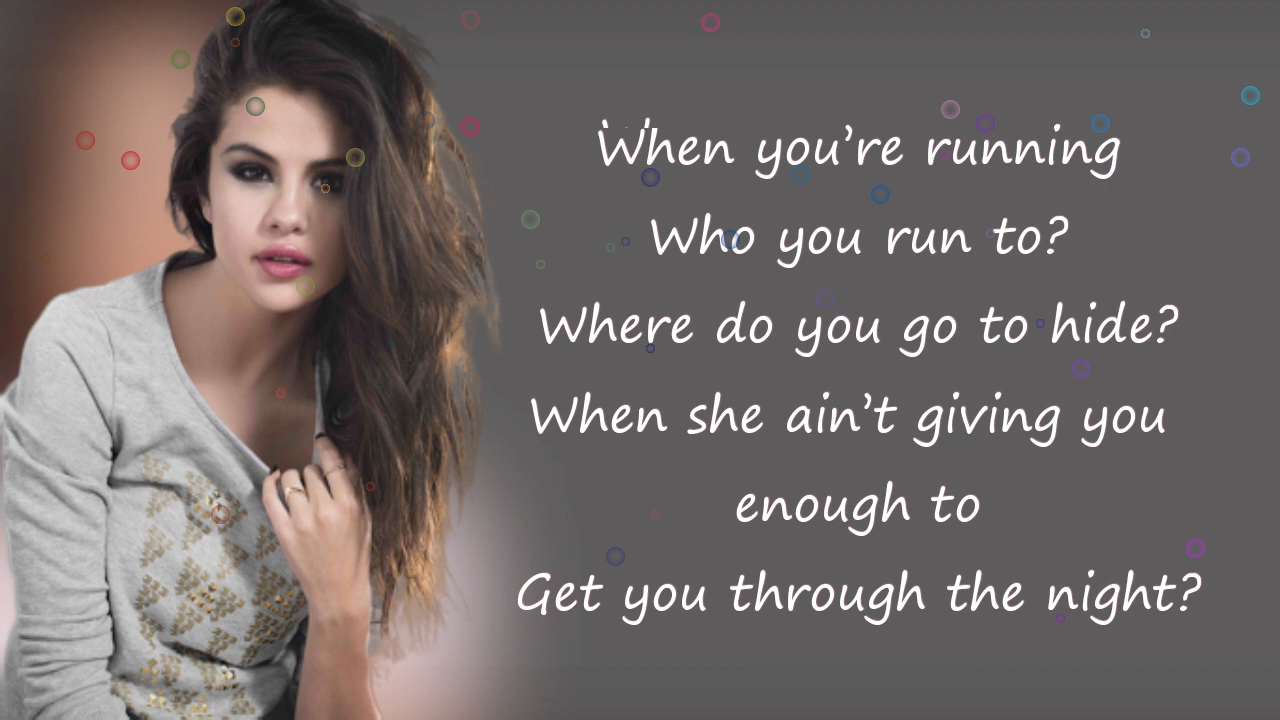 When you’re running
Who you run to?
Where do you go to hide?
When she ain’t giving you
enough to
Get you through the night?